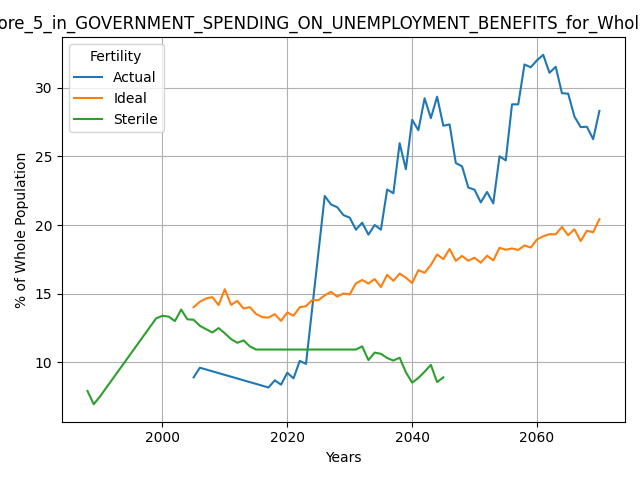 ore_5_in_GOVERNMENT_SPENDING_ON_UNEMPLOYMENT_BENEFITS_for_Whol
Fertility
Actual
Ideal
Sterile
% of Whole Population
30
25
20
15
10
2000 2020 2040 2060
Years